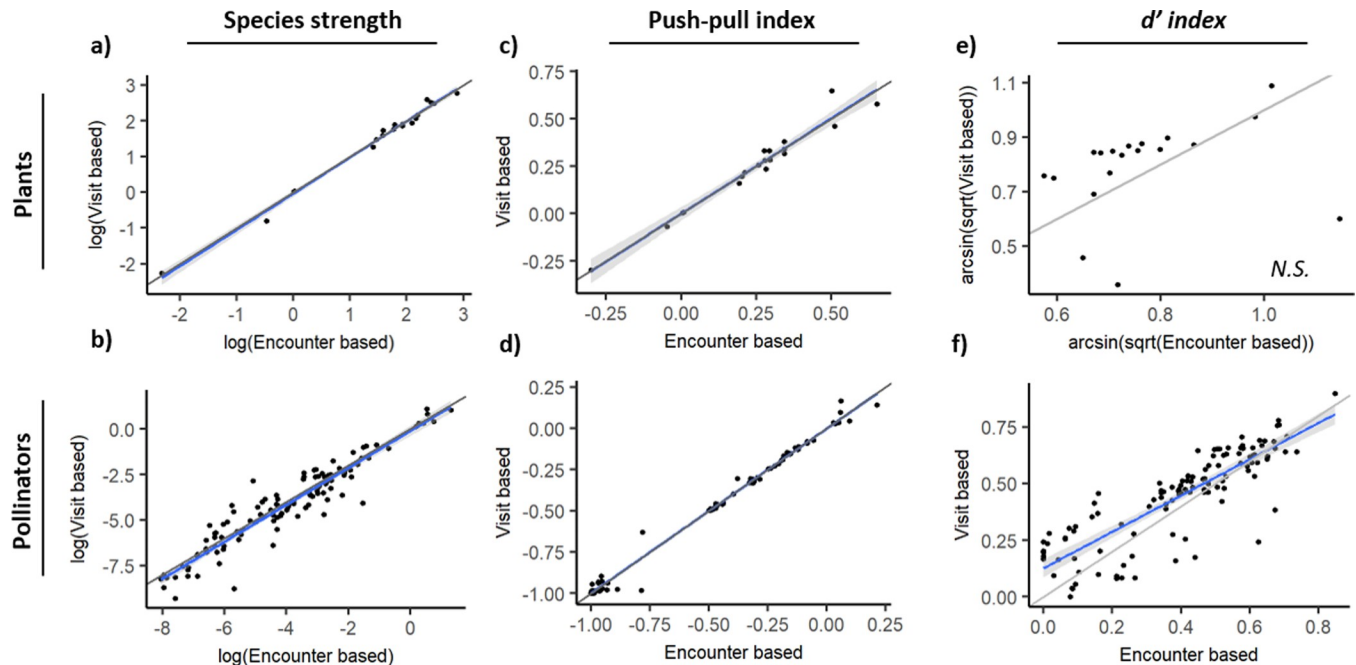 Species strength
Push-pull index
d' index
Plants
Pollinators
a)
log(Visit based)
3
2
1
0
-1
-2
-2
-1
0
1
2
3
log(Encounter based)
c)
Visit based
0.75
0.50
0.25
0.00
-0.25
-0.25
0.00
0.25
0.50
Encounter based
e)
arcsin(sqrt(Visit based))
1.1
0.9
0.7
0.5
N.S.
0.6
0.8
1.0
arcsin(sqrt(Encounter based))
b)
log(Visit based)
0.0
-2.5
-5.0
-7.5
-8
-6
-4
-2
0
log(Encounter based)
d)
Visit based
0.25
0.00
-0.25
-0.50
-0.75
-1.00
-1.00
-0.75
-0.50
-0.25
0.00
0.25
Encounter based
f)
Visit based
0.75
0.50
0.25
0.00
0.0
0.2
0.4
0.6
0.8
Encounter based